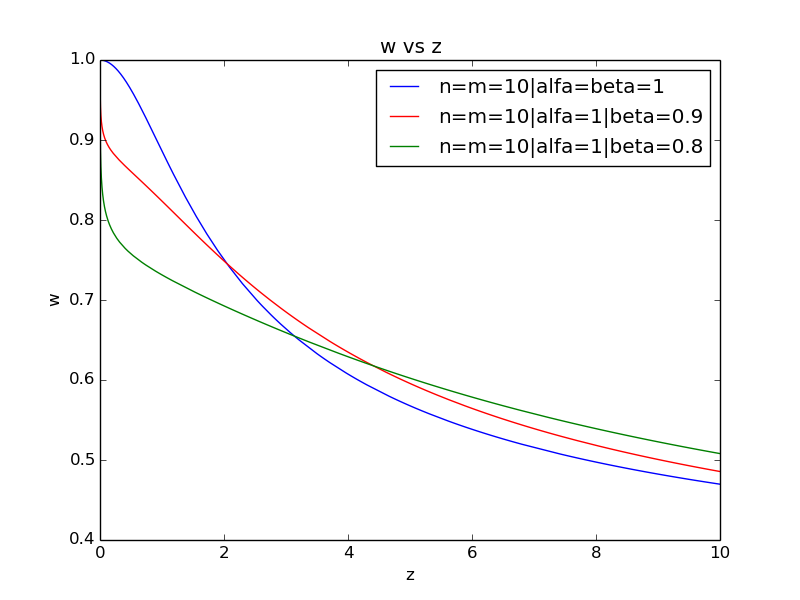 w vs z
n=m=10|alfa=beta=1
n=m=10|alfa=1|beta=0.9
n=m=10|alfa=1|beta=0.8
w
1.0
0.9
0.8
0.7
0.6
0.5
0.4
0 2 4 6 8 10
z